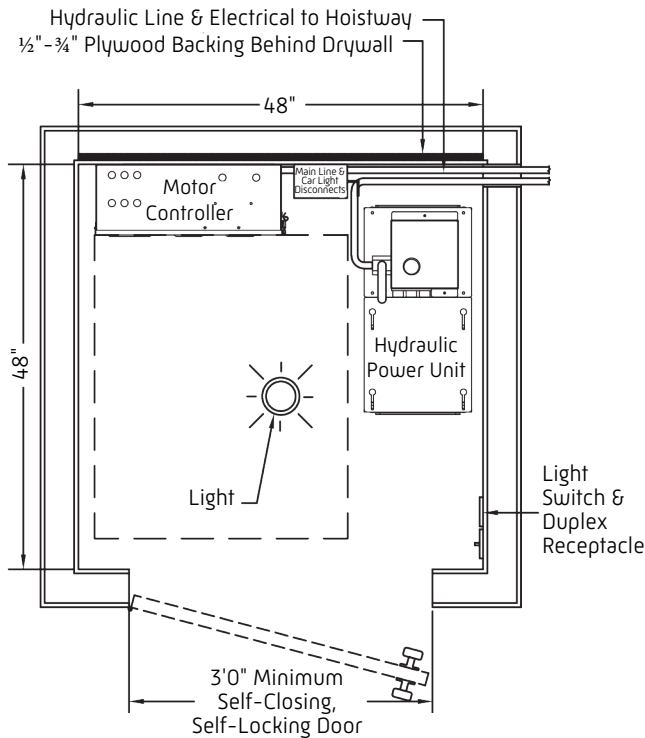 Hydraulic Line & Electrical to Hoistway
½"-¾" Plywood Backing Behind Drywall
48"
Motor
Controller
Main Line &
Car Light
Disconnects
48"
Hydraulic
Power Unit
Light
Light
Switch &
Duplex
Receptacle
3'0" Minimum
Self-Closing,
Self-Locking Door